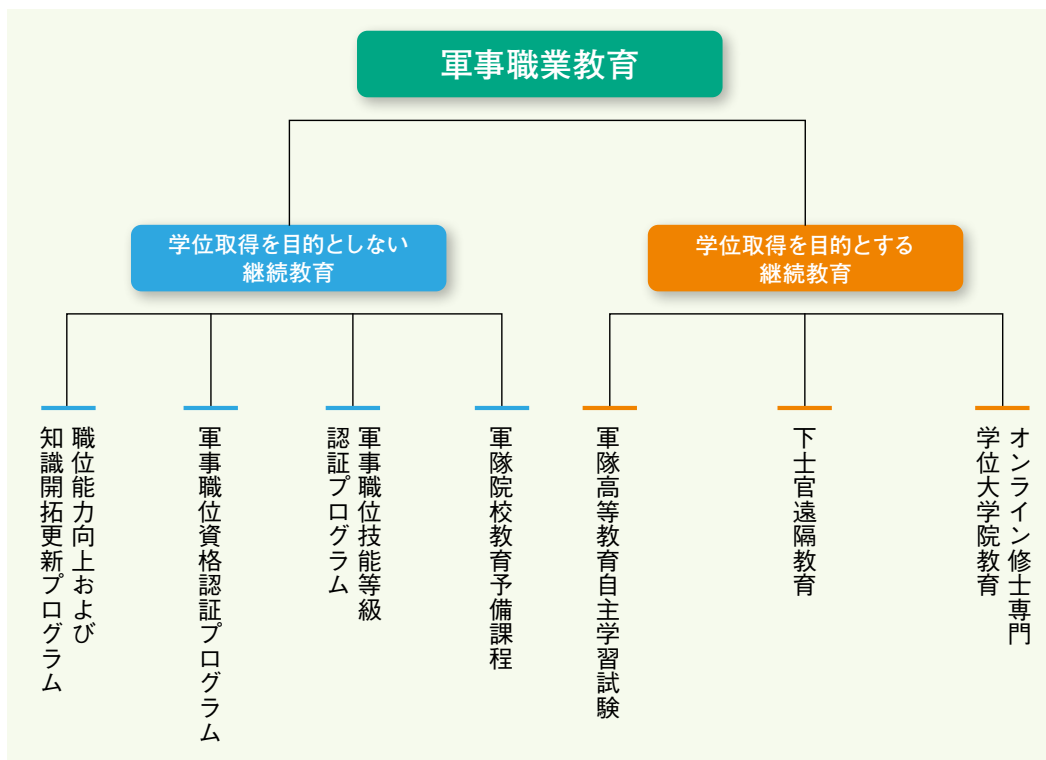 軍事職業教育
学位取得を目的としない
継続教育
学位取得を目的とする
継続教育
職位能力向上および
知識開拓更新プログラム
軍事職位資格認証プログラム
軍事職位技能等級
認証プログラム
軍隊院校教育予備課程
軍隊高等教育自主学習試験
下士官遠隔教育
オンライン修士専門
学位大学院教育